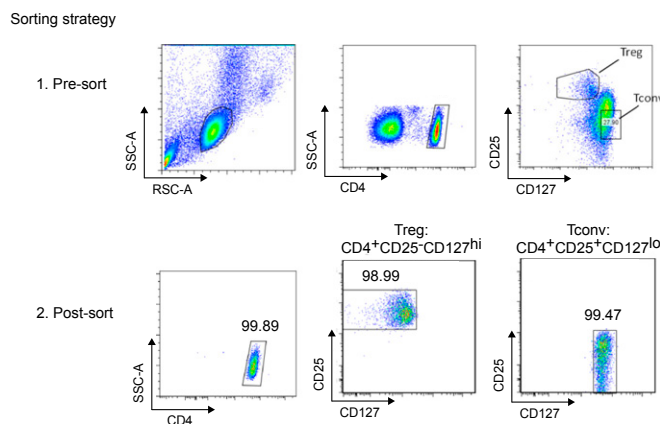 Sorting strategy
1. Pre-sort
SSC-A
RSC-A
SSC-A
CD4
Treg
Tconv
CD25
CD127
2. Post-sort
99.89
SSC-A
CD4
Treg:
CD4+CD25-CD127hi
98.99
CD25
CD127
Tconv:
CD4+CD25+CD127lo
99.47
CD25
CD127